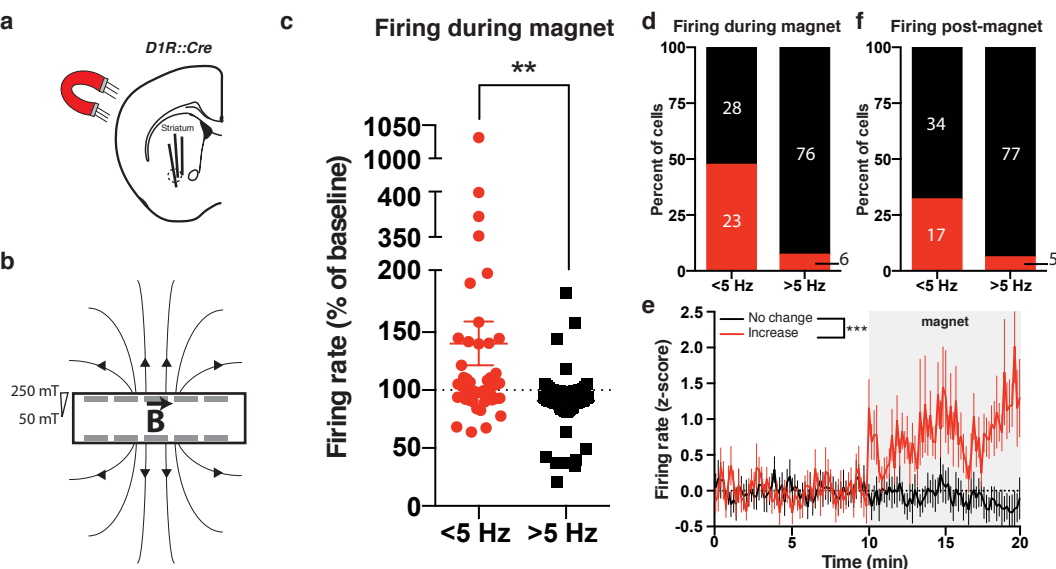 a
D1R::Cre
Striatum
b
250 mT
50 mT
B
c
Firing during magnet
**
Firing rate (% of baseline)
1050
1000
400
350
200
150
100
50
0
<5 Hz >5 Hz
d
Firing during magnet
Percent of cells
100
75
50
25
0
28
23
76
6
<5 Hz >5 Hz
f
Firing post-magnet
Percent of cells
100
75
50
25
0
34
17
77
5
<5 Hz >5 Hz
e
No change
Increase
***
magnet
Firing rate (z-score)
2.5
2.0
1.5
1.0
0.5
0.0
-0.5
0 5 10 15 20
Time (min)